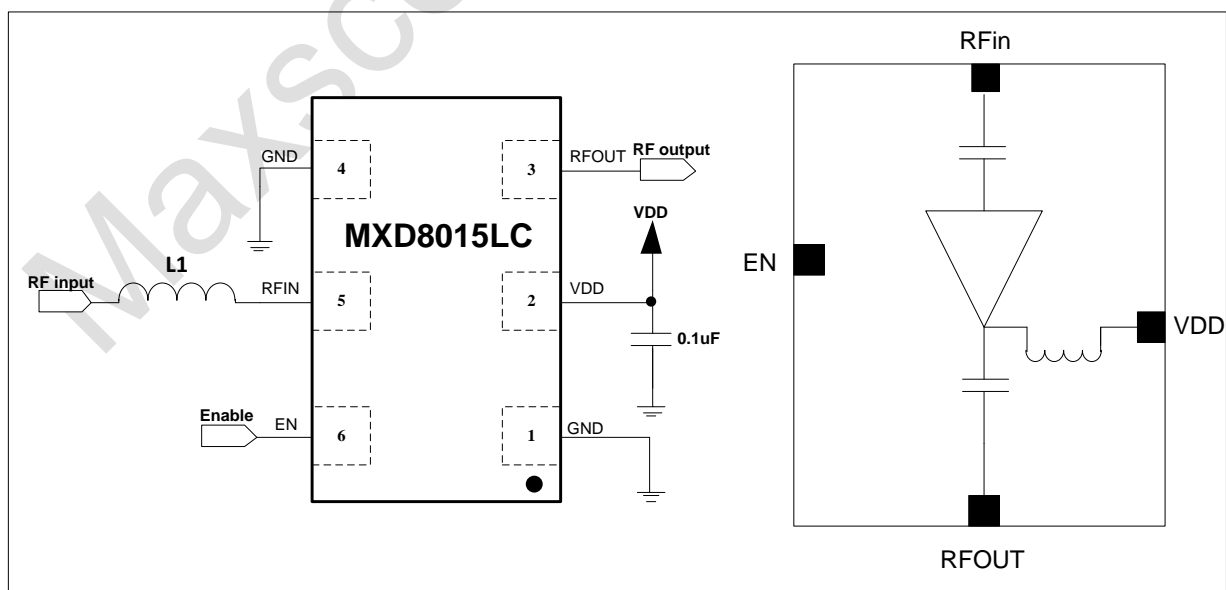 Maxsc
GND
4
3
RFOUT
RF output
MXD8015LC
VDD
RF input
L1
RFIN
5
2
VDD
0.1uF
Enable
EN
6
1
GND
RFin
EN
VDD
RFOUT